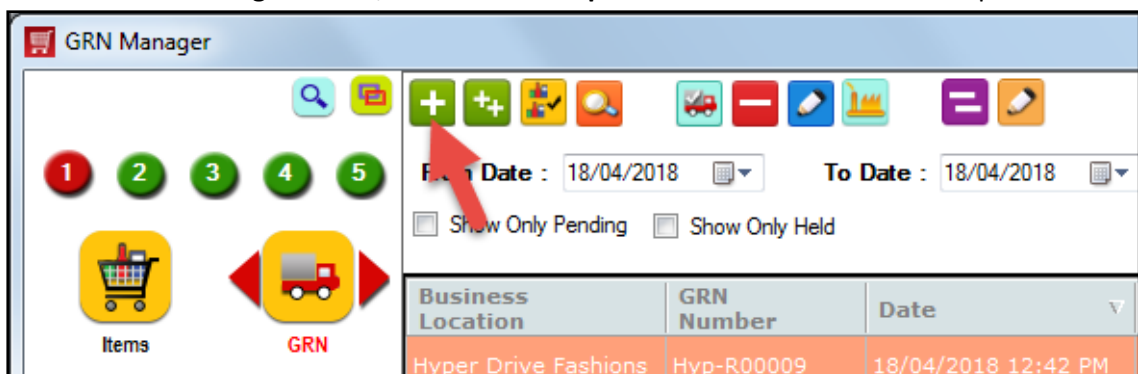 GRN Manager
1 2 3 4 5
Date : 18/04/2018 To Date : 18/04/2018
Show Only Pending Show Only Held
Items GRN
Business Location GRN Number Date
Hyper Drive Fashions Hyp-R00009 18/04/2018 12:42 PM